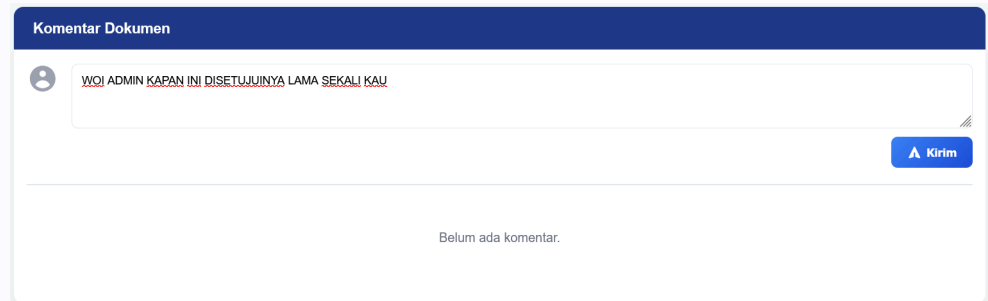 Komentar Dokumen
WOI ADMIN KAPAN INI DISETUJUINYA LAMA SEKALI KAU
Kirim
Belum ada komentar.